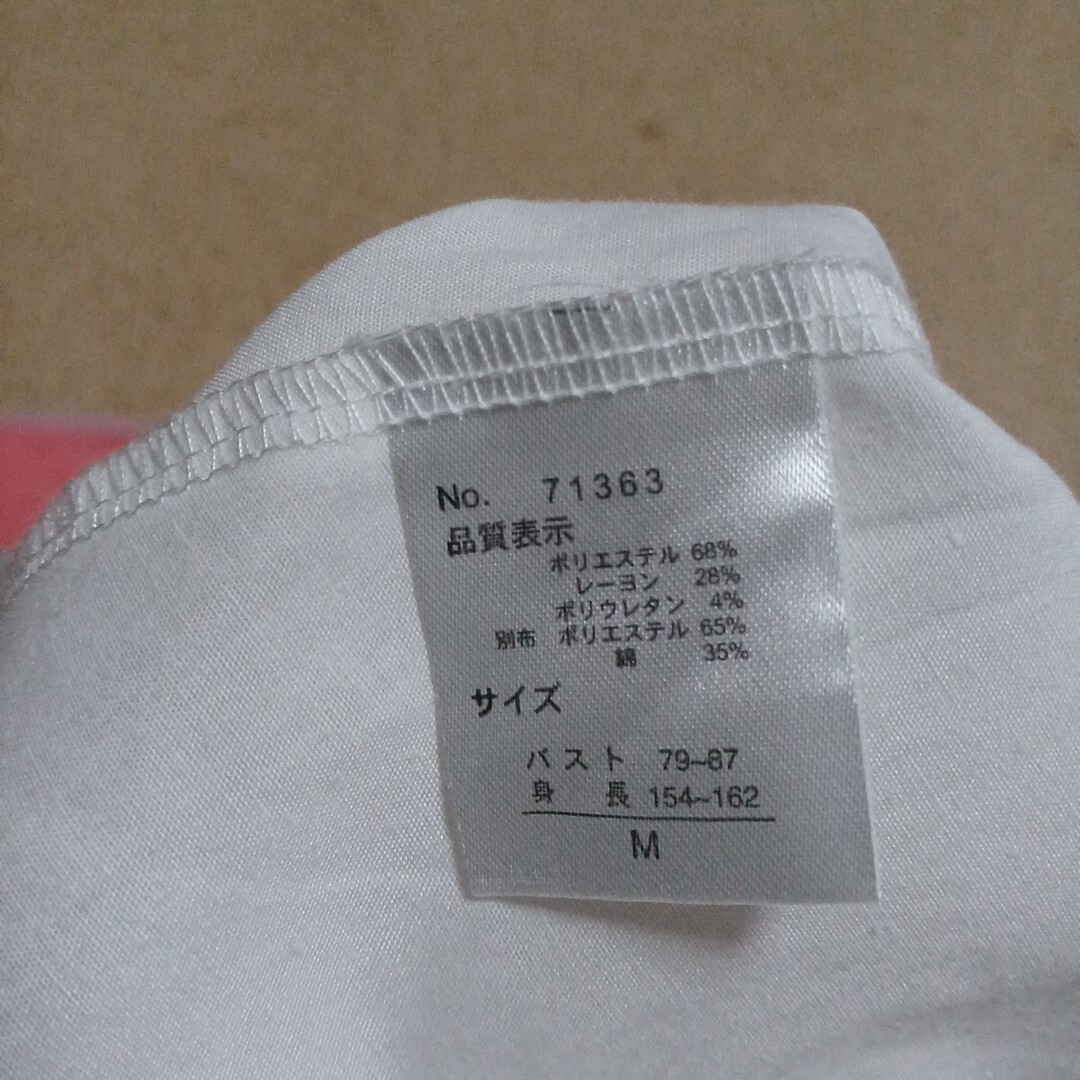 No. 71363
品質表示
ポリエステル 68%
レーヨン 28%
ポリウレタン 4%
別布 ポリエステル 65%
綿 35%
サイズ
バスト 79~87
身長 154~162
M